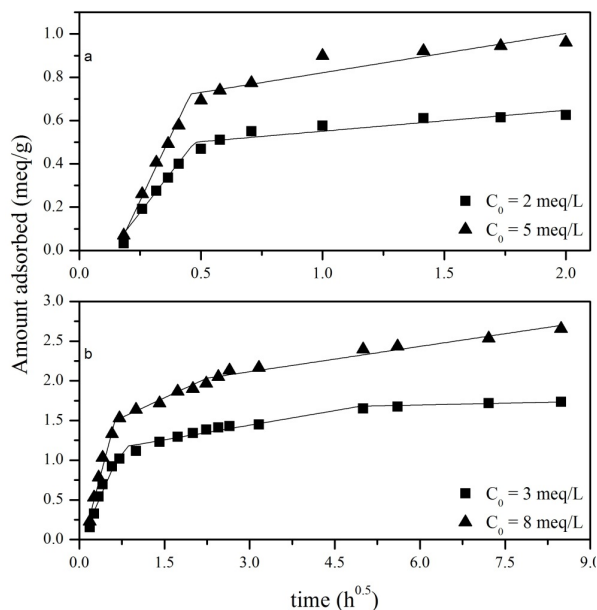 Amount adsorbed (meq/g)
a
1.0
0.8
0.6
0.4
0.2
0.0
C₀ = 2 meq/L
C₀ = 5 meq/L
0.0 0.5 1.0 1.5 2.0
b
3.0
2.5
2.0
1.5
1.0
0.5
0.0
C₀ = 3 meq/L
C₀ = 8 meq/L
0.0 1.5 3.0 4.5 6.0 7.5 9.0
time (h⁰·⁵)